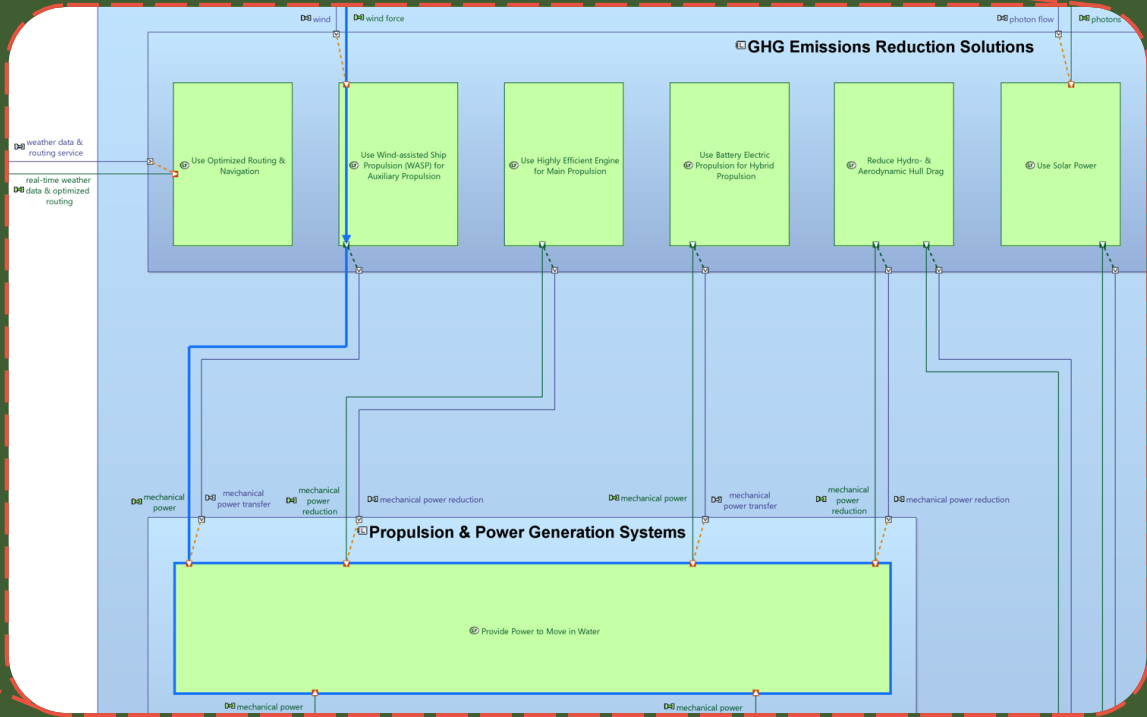 wind
wind force
photon flow
photons
GHG Emissions Reduction Solutions
weather data &
routing service
real-time weather
data & optimized
routing
Use Optimized Routing &
Navigation
Use Wind-assisted Ship
Propulsion (WASP) for
Auxiliary Propulsion
Use Highly Efficient Engine
for Main Propulsion
Use Battery Electric
Propulsion for Hybrid
Propulsion
Reduce Hydro- &
Aerodynamic Hull Drag
Use Solar Power
mechanical
power
mechanical
power transfer
mechanical
power
reduction
mechanical power reduction
mechanical power
mechanical
power transfer
mechanical
power
reduction
mechanical power reduction
Propulsion & Power Generation Systems
Provide Power to Move in Water
mechanical power
mechanical power